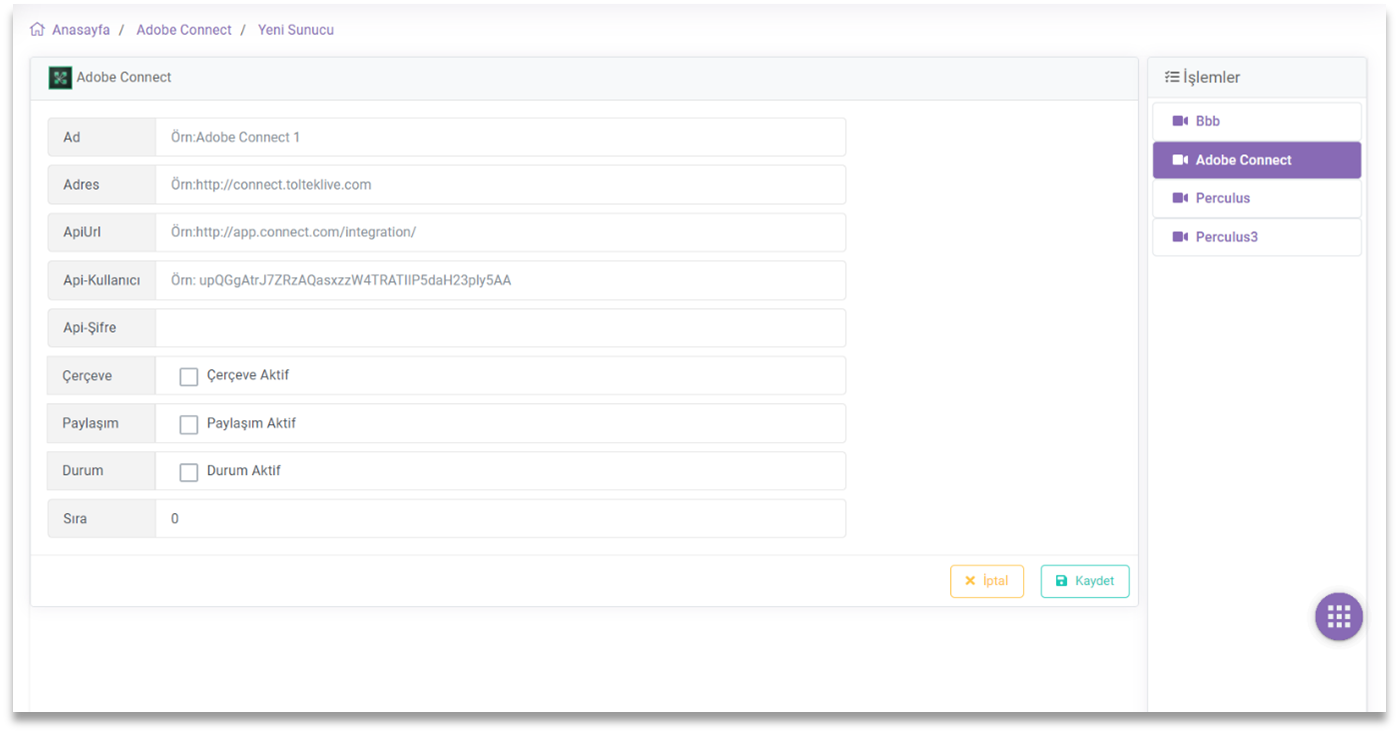 Anasayfa / Adobe Connect / Yeni Sunucu
Adobe Connect
Ad Örn:Adobe Connect 1
Adres Örn:http://connect.tolteklive.com
ApiUrl Örn:http://app.connect.com/integration/
Api-Kullanıcı Örn: upQGgAtrJ7ZRzAQasxzzW4TRATIIP5daH23ply5AA
Api-Şifre
Çerçeve Çerçeve Aktif
Paylaşım Paylaşım Aktif
Durum Durum Aktif
Sıra 0
İptal Kaydet
İşlemler
Bbb
Adobe Connect
Perculus
Perculus3